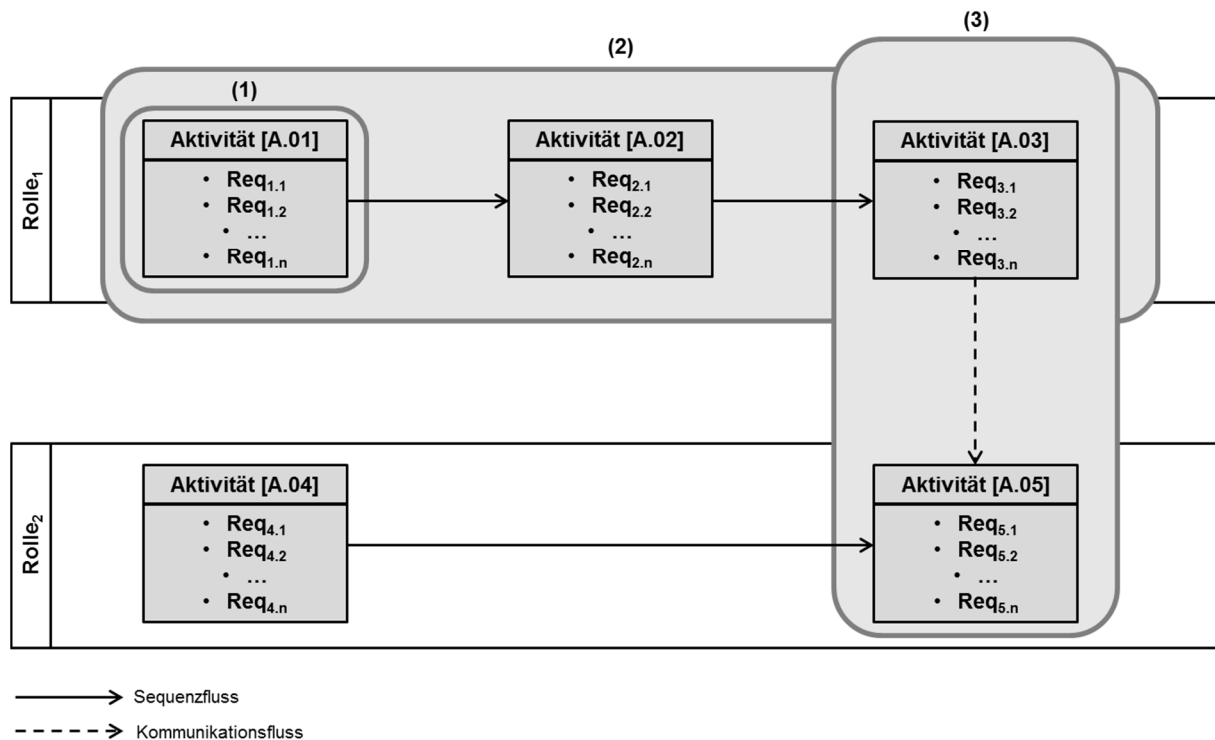 (3)
(2)
(1)
Rolle₁
Aktivität [A.01]
• Req₁.₁
• Req₁.₂
• ...
• Req₁.ₙ
Aktivität [A.02]
• Req₂.₁
• Req₂.₂
• ...
• Req₂.ₙ
Aktivität [A.03]
• Req₃.₁
• Req₃.₂
• ...
• Req₃.ₙ
Rolle₂
Aktivität [A.04]
• Req₄.₁
• Req₄.₂
• ...
• Req₄.ₙ
Aktivität [A.05]
• Req₅.₁
• Req₅.₂
• ...
• Req₅.ₙ
Sequenzfluss
Kommunikationsfluss